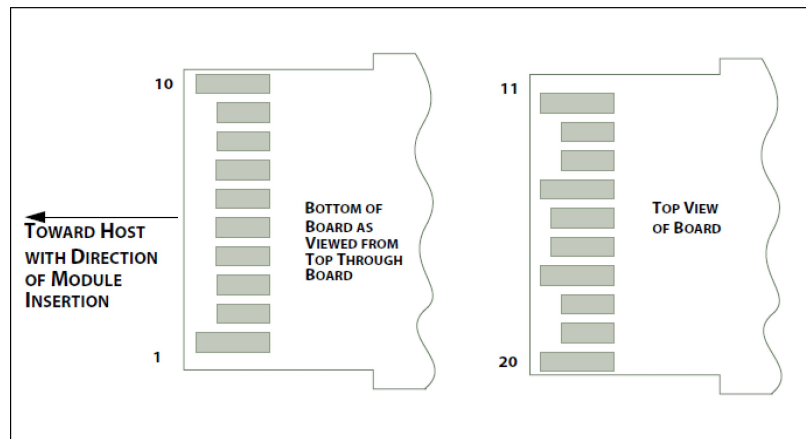 10
1
TOWARD HOST
WITH DIRECTION
OF MODULE
INSERTION
BOTTOM OF
BOARD AS
VIEWED FROM
TOP THROUGH
BOARD
11
20
TOP VIEW
OF BOARD